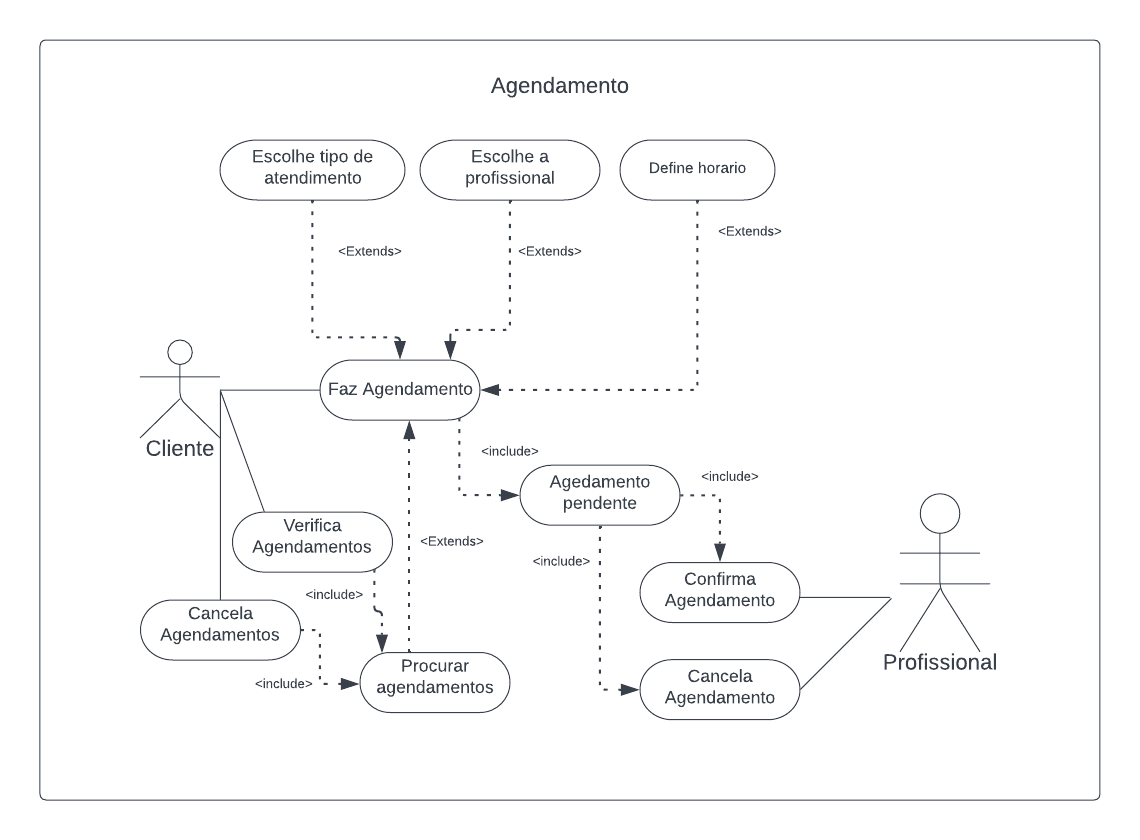 Agendamento
Escolhe tipo de
atendimento
Escolhe a
profissional
Define horario
<Extends>
<Extends>
<Extends>
Faz Agendamento
Cliente
<include>
Agedamento
pendente
<include>
Verifica
Agendamentos
<Extends>
<include>
Confirma
Agendamento
<include>
Cancela
Agendamentos
Profissional
<include>
Procurar
agendamentos
Cancela
Agendamento